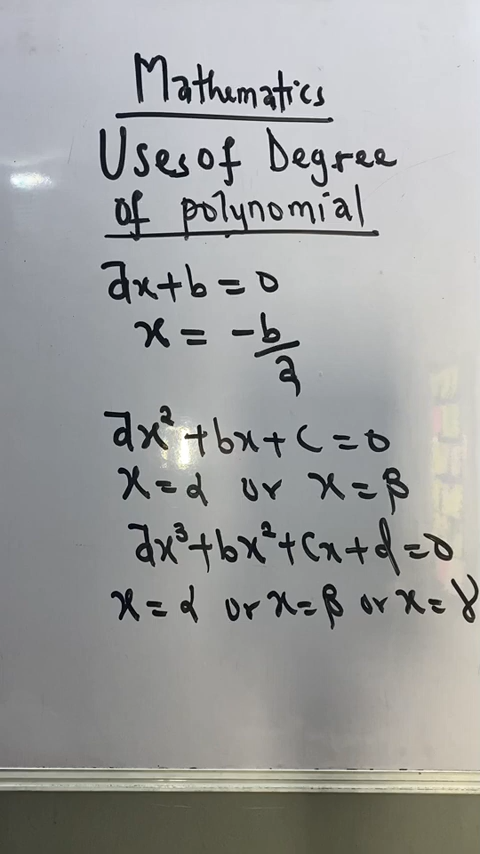 Mathematics
Uses of Degree
of polynomial
ax+b=0
x = -b/a
ax²+bx+c=0
x=α or x=β
ax³+bx²+cx+d=0
x=α or x=β or x=γ